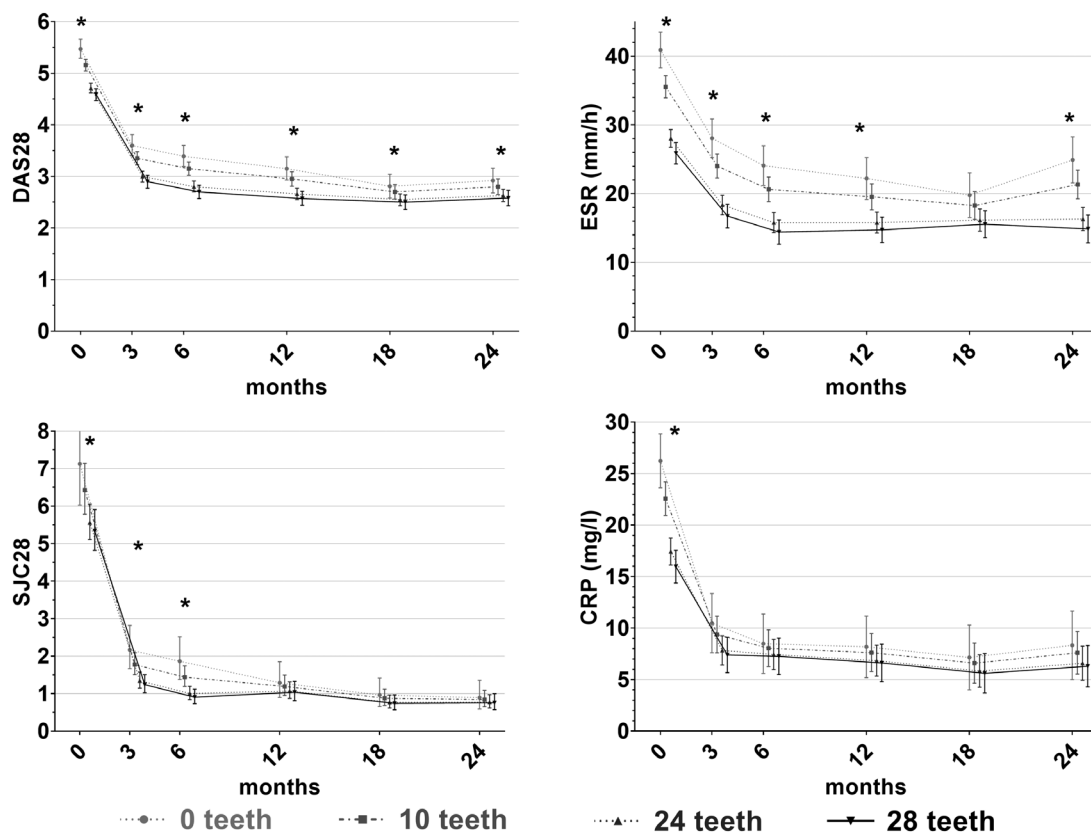 DAS28
6
5
4
3
2
1
0
* * * * * *
0 3 6 12 18 24
months
ESR (mm/h)
40
30
20
10
0
* * * * *
0 3 6 12 18 24
months
SJC28
8
7
6
5
4
3
2
1
0
* * *
0 3 6 12 18 24
months
CRP (mg/l)
30
25
20
15
10
5
0
*
0 3 6 12 18 24
months
0 teeth 10 teeth 24 teeth 28 teeth